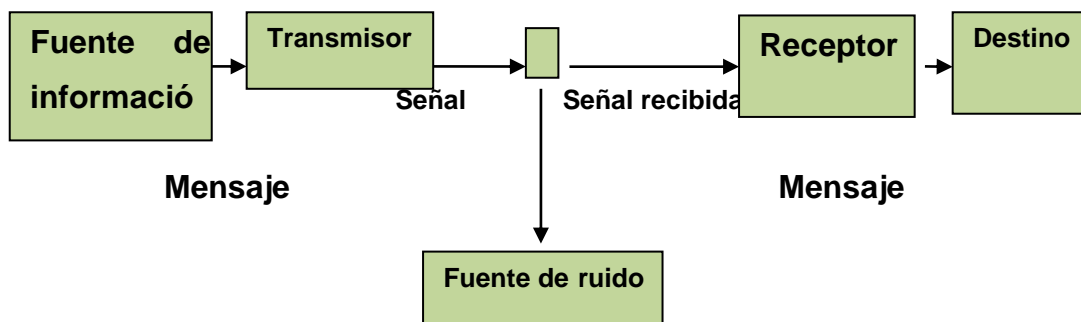 Fuente de
informació
Transmisor
Señal
Señal recibida
Receptor
Destino
Mensaje
Mensaje
Fuente de ruido